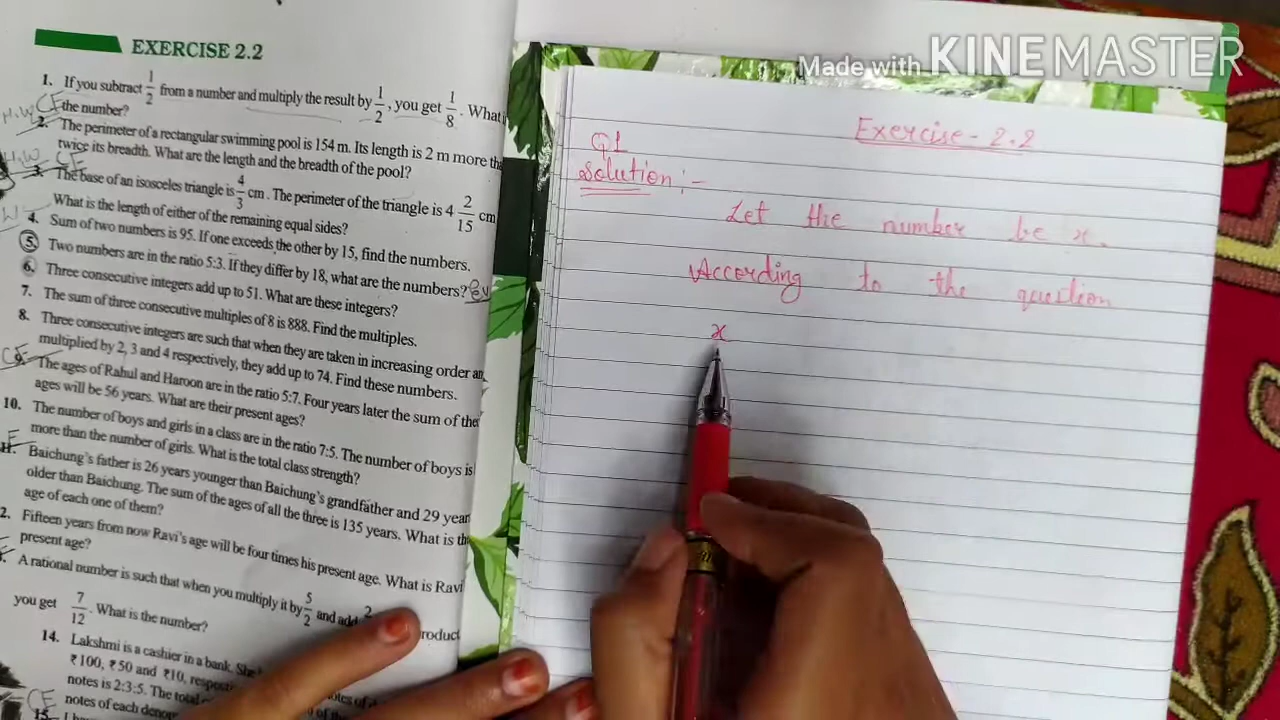 Made with KINEMASTER
EXERCISE 2.2
1. If you subtract 1/2 from a number and multiply the result by 1/2, you get 1/8. What
the number?
H.W CE
2. The perimeter of a rectangular swimming pool is 154 m. Its length is 2 m more
twice its breadth. What are the length and the breadth of the pool?
H.W CE
3. The base of an isosceles triangle is 4/3 cm. The perimeter of the triangle is 4 2/15 cm
What is the length of either of the remaining equal sides?
4. Sum of two numbers is 95. If one exceeds the other by 15, find the numbers.
5. Two numbers are in the ratio 5:3. If they differ by 18, what are the numbers?
6. Three consecutive integers add up to 51. What are these integers?
7. The sum of three consecutive multiples of 8 is 888. Find the multiples.
8. Three consecutive integers are such that when they are taken in increasing order
multiplied by 2, 3 and 4 respectively, they add up to 74. Find these numbers.
CE
The ages of Rahul and Haroon are in the ratio 5:7. Four years later the sum of
ages will be 56 years. What are their present ages?
10. The number of boys and girls in a class are in the ratio 7:5. The number of boys is
more than the number of girls. What is the total class strength?
Baichung's father is 26 years younger than Baichung's grandfather and 29
older than Baichung. The sum of the ages of all the three is 135 years. What is
age of each one of them?
2. Fifteen years from now Ravi's age will be four times his present age. What is
present age?
A rational number is such that when you multiply it by 5/2 and add
you get 7/12. What is the number?
14. Lakshmi is a cashier in a bank.
₹100, ₹50 and ₹10,
notes is 2:3:5. The total
CE notes of each
15.
Exercise - 2.2
Q1
Solution :-
Let the number be x.
According to the question
x